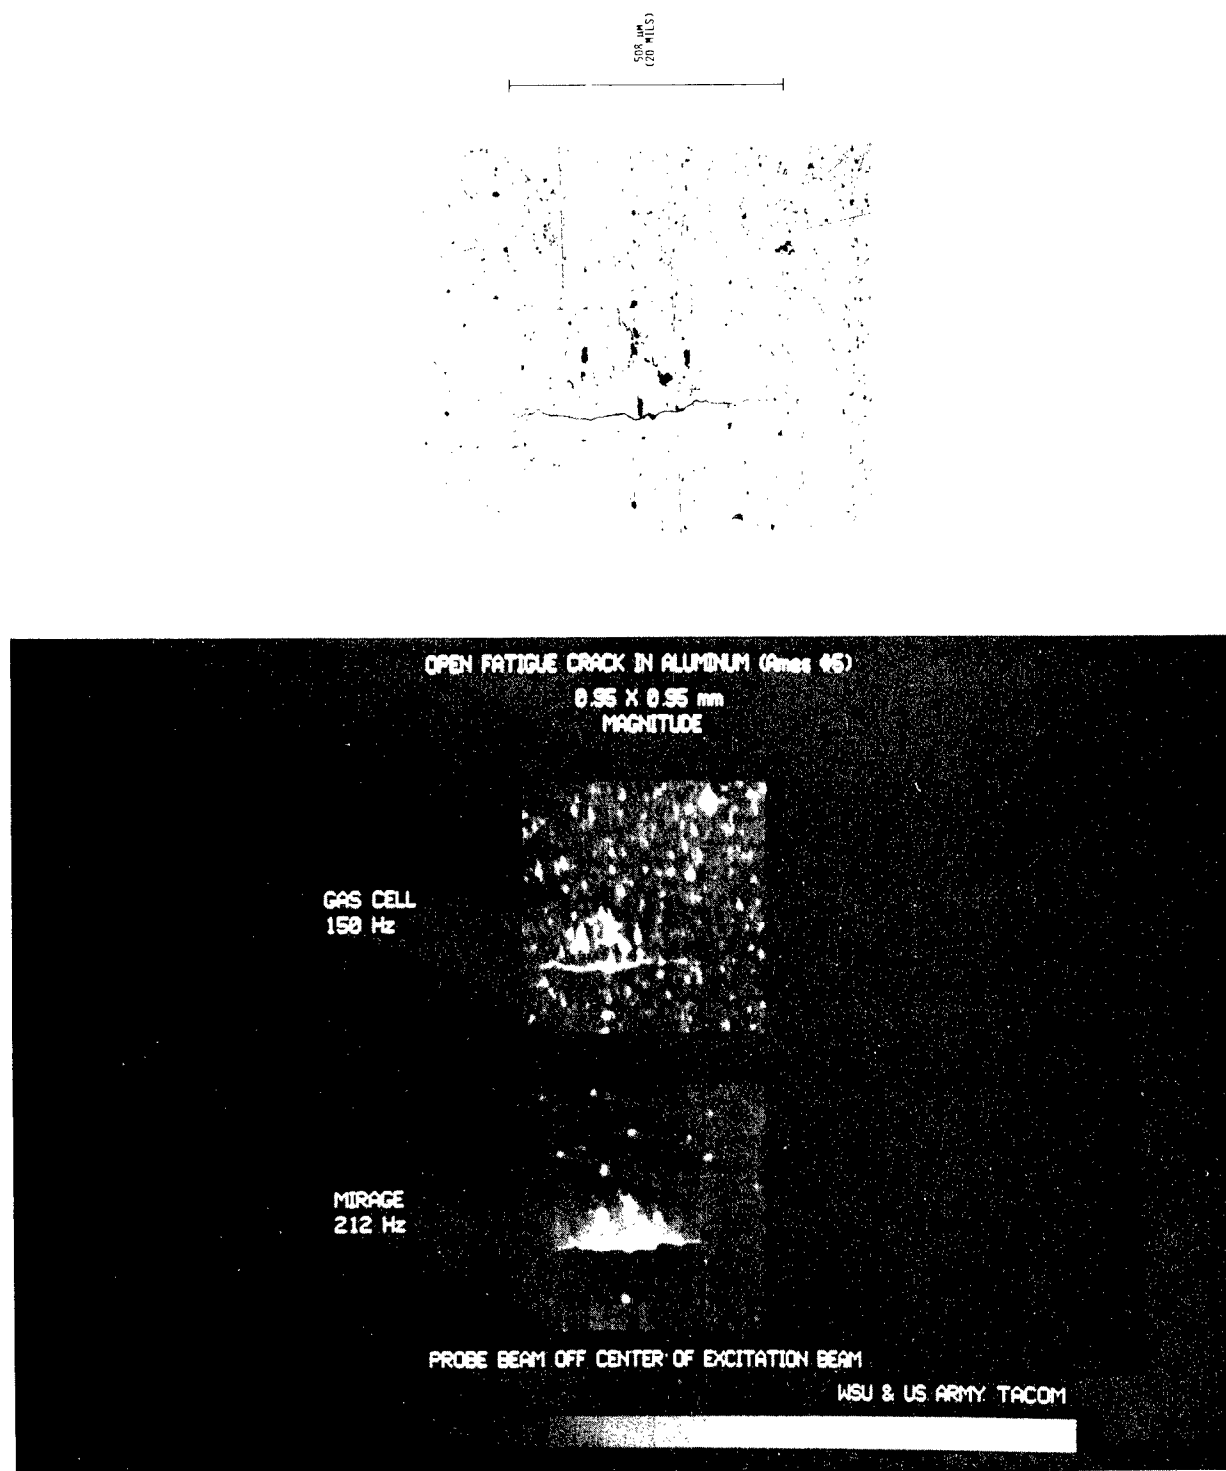 508 µM
(20 MILS)
OPEN FATIGUE CRACK IN ALUMINUM (Ames #5)
0.95 X 0.95 mm
MAGNITUDE
GAS CELL
150 Hz
MIRAGE
212 Hz
PROBE BEAM OFF CENTER OF EXCITATION BEAM
WSU & US ARMY TACOM